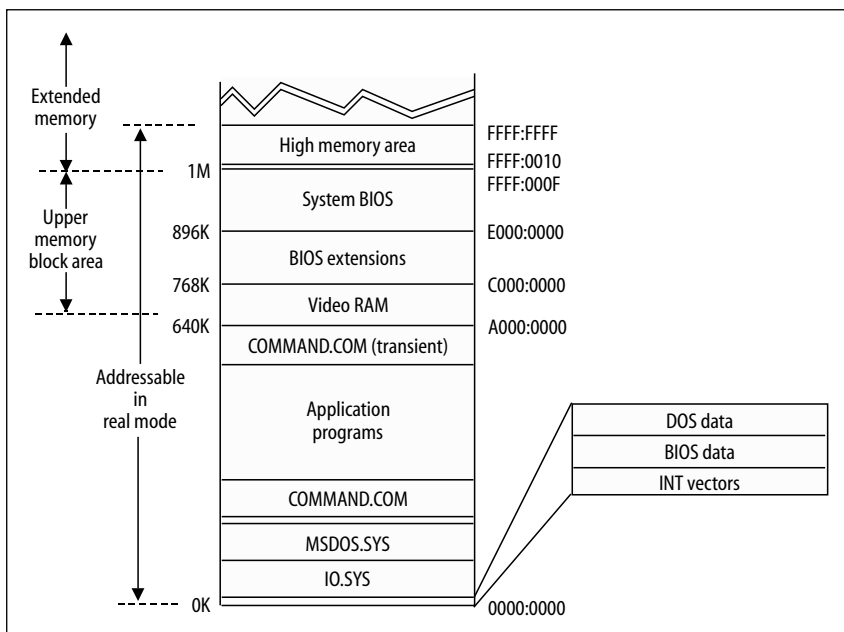 Extended
memory
1M
Upper
memory
block area
896K
768K
640K
Addressable
in
real mode
0K
High memory area
System BIOS
BIOS extensions
Video RAM
COMMAND.COM (transient)
Application
programs
COMMAND.COM
MSDOS.SYS
IO.SYS
FFFF:FFFF
FFFF:0010
FFFF:000F
E000:0000
C000:0000
A000:0000
0000:0000
DOS data
BIOS data
INT vectors